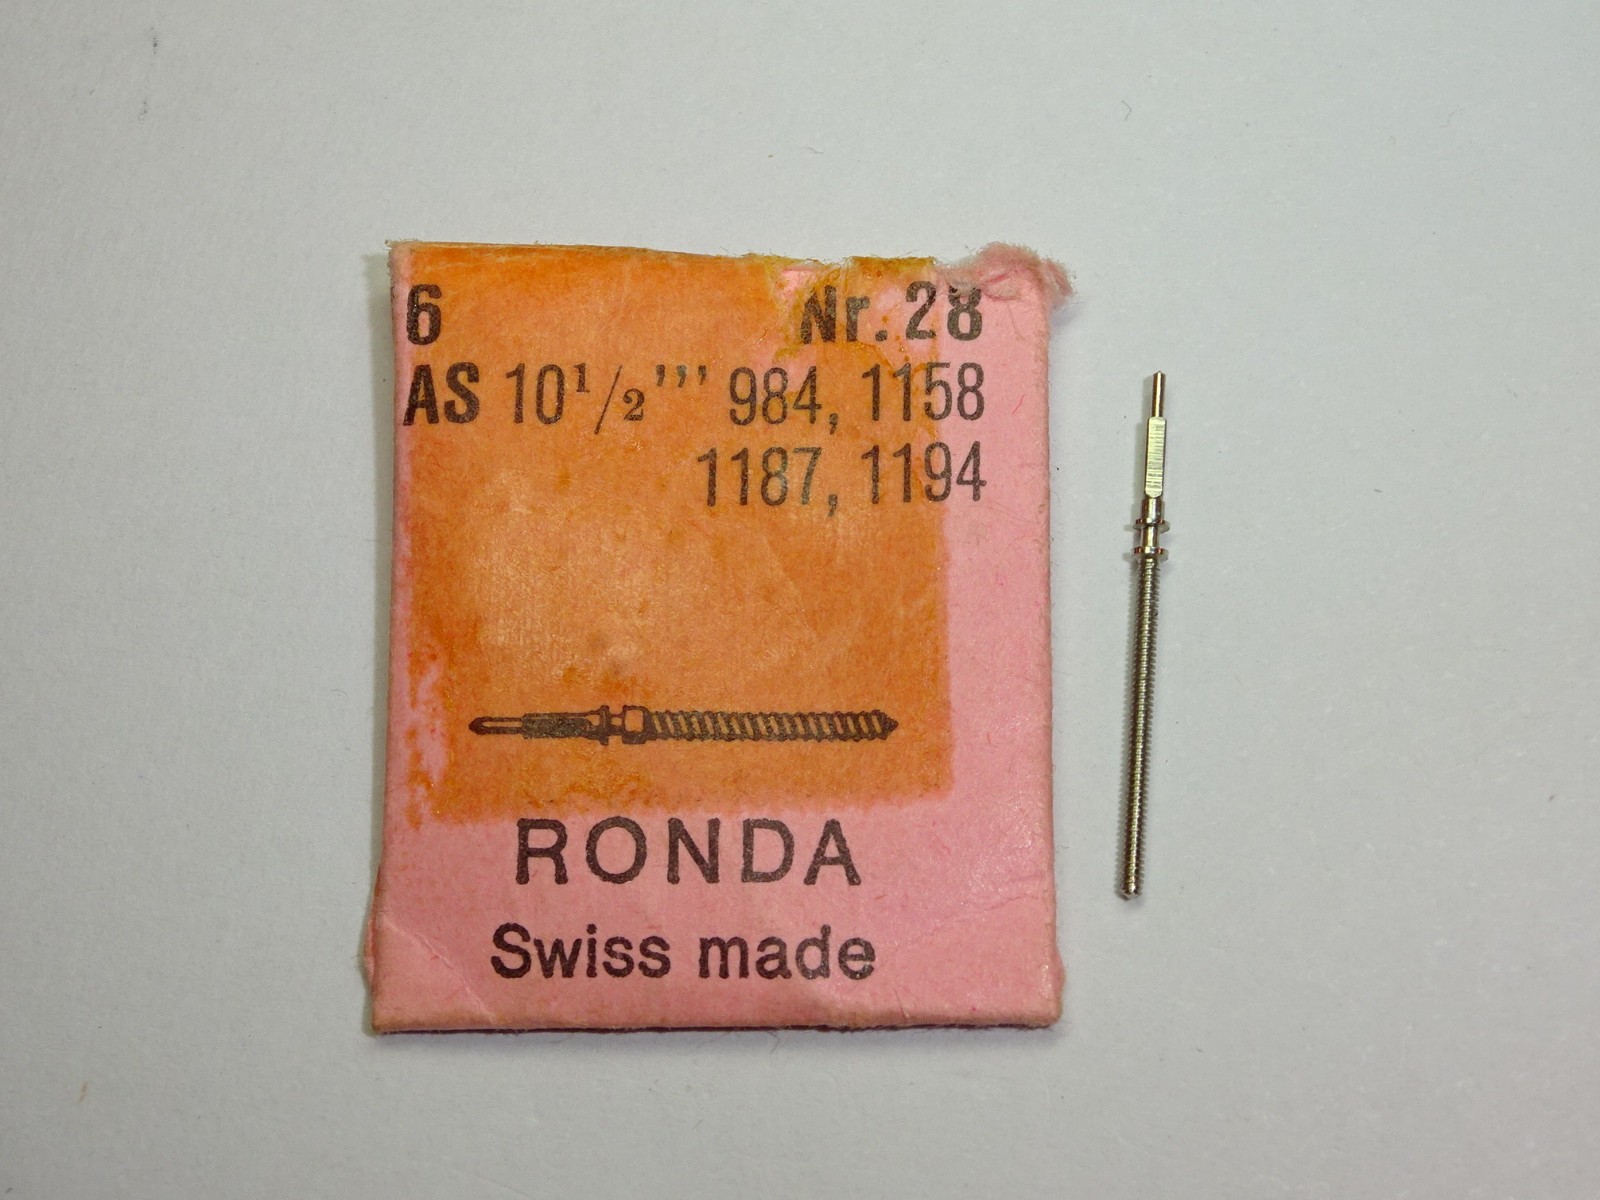 6 Nr. 28
AS 10 1/2''' 984, 1158
1187, 1194
RONDA
Swiss made